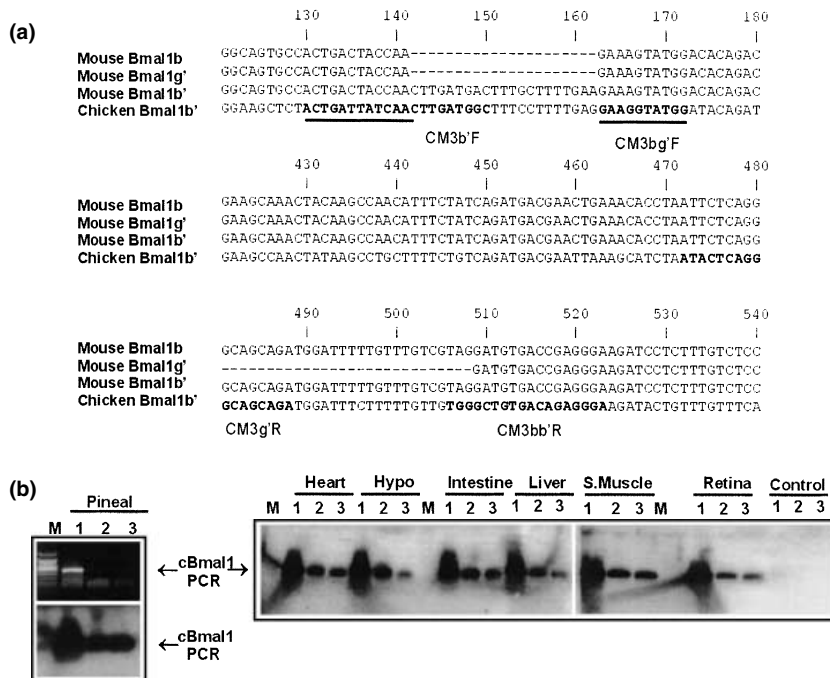 (a)
130 140 150 160 170 180
Mouse Bmal1b GGCAGTGCCACTGACTACCAA---------------------GAAAGTATGGACACAGAC
Mouse Bmal1g’ GGCAGTGCCACTGACTACCAA---------------------GAAAGTATGGACACAGAC
Mouse Bmal1b’ GGCAGTGCCACTGACTACCAACTTGATGACTTTGCTTTTGAAGAAAGTATGGACACAGAC
Chicken Bmal1b’ GGAAGCTCTACTGATTATCAACTTGATGGCTTTCCTTTTGAGGAAGGTATGGATACAGAT
CM3b’F CM3bg’F
430 440 450 460 470 480
Mouse Bmal1b GAAGCAAACTACAAGCCAACATTTCTATCAGATGACGAACTGAAACACCTAATTCTCAGG
Mouse Bmal1g’ GAAGCAAACTACAAGCCAACATTTCTATCAGATGACGAACTGAAACACCTAATTCTCAGG
Mouse Bmal1b’ GAAGCAAACTACAAGCCAACATTTCTATCAGATGACGAACTGAAACACCTAATTCTCAGG
Chicken Bmal1b’ GAAGCCAACTATAAGCCTGCTTTTCTGTCAGATGACGAATTAAAGCATCTAATACTCAGG
490 500 510 520 530 540
Mouse Bmal1b GCAGCAGATGGATTTTTGTTTGTCGTAGGATGTGACCGAGGGAAGATCCTCTTTGTCTCC
Mouse Bmal1g’ ----------------------------GATGTGACCGAGGGAAGATCCTCTTTGTCTCC
Mouse Bmal1b’ GCAGCAGATGGATTTTTGTTTGTCGTAGGATGTGACCGAGGGAAGATCCTCTTTGTCTCC
Chicken Bmal1b’ GCAGCAGATGGATTTCTTTTTGTTGTGGGCTGTGACAGAGGGAAGATACTGTTTGTTTCA
CM3g’R CM3bb’R
(b)
Pineal
M 1 2 3
Heart Hypo Intestine Liver S.Muscle Retina Control
M 1 2 3 1 2 3 M 1 2 3 1 2 3 1 2 3 M 1 2 3 1 2 3
←cBmal1→
PCR
←cBmal1
PCR